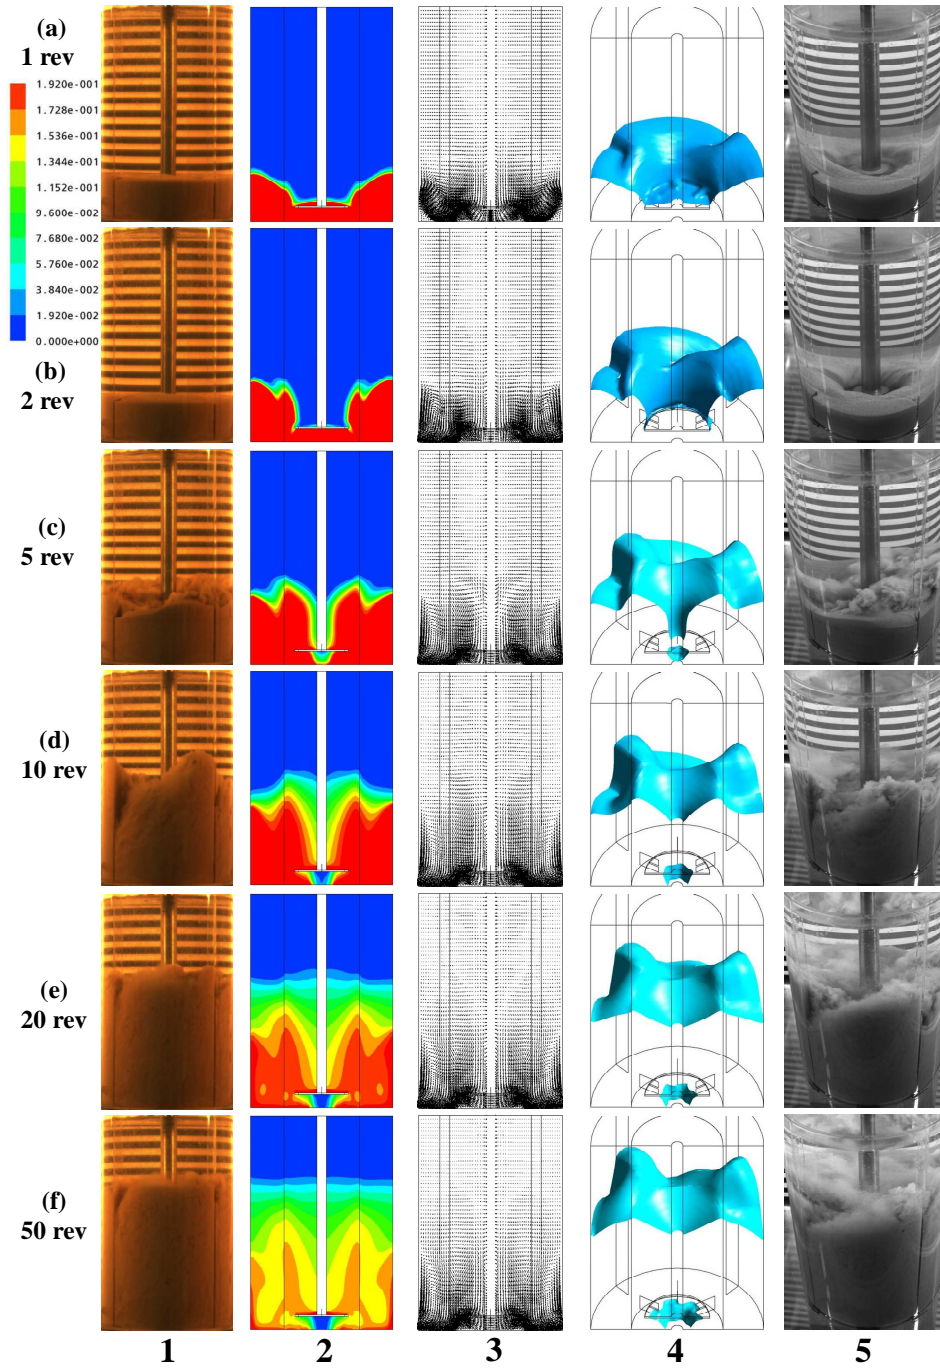 (a)
1 rev
1.920e-001
1.728e-001
1.536e-001
1.344e-001
1.152e-001
9.600e-002
7.680e-002
5.760e-002
3.840e-002
1.920e-002
0.000e+000
(b)
2 rev
(c)
5 rev
(d)
10 rev
(e)
20 rev
(f)
50 rev
1 2 3 4 5